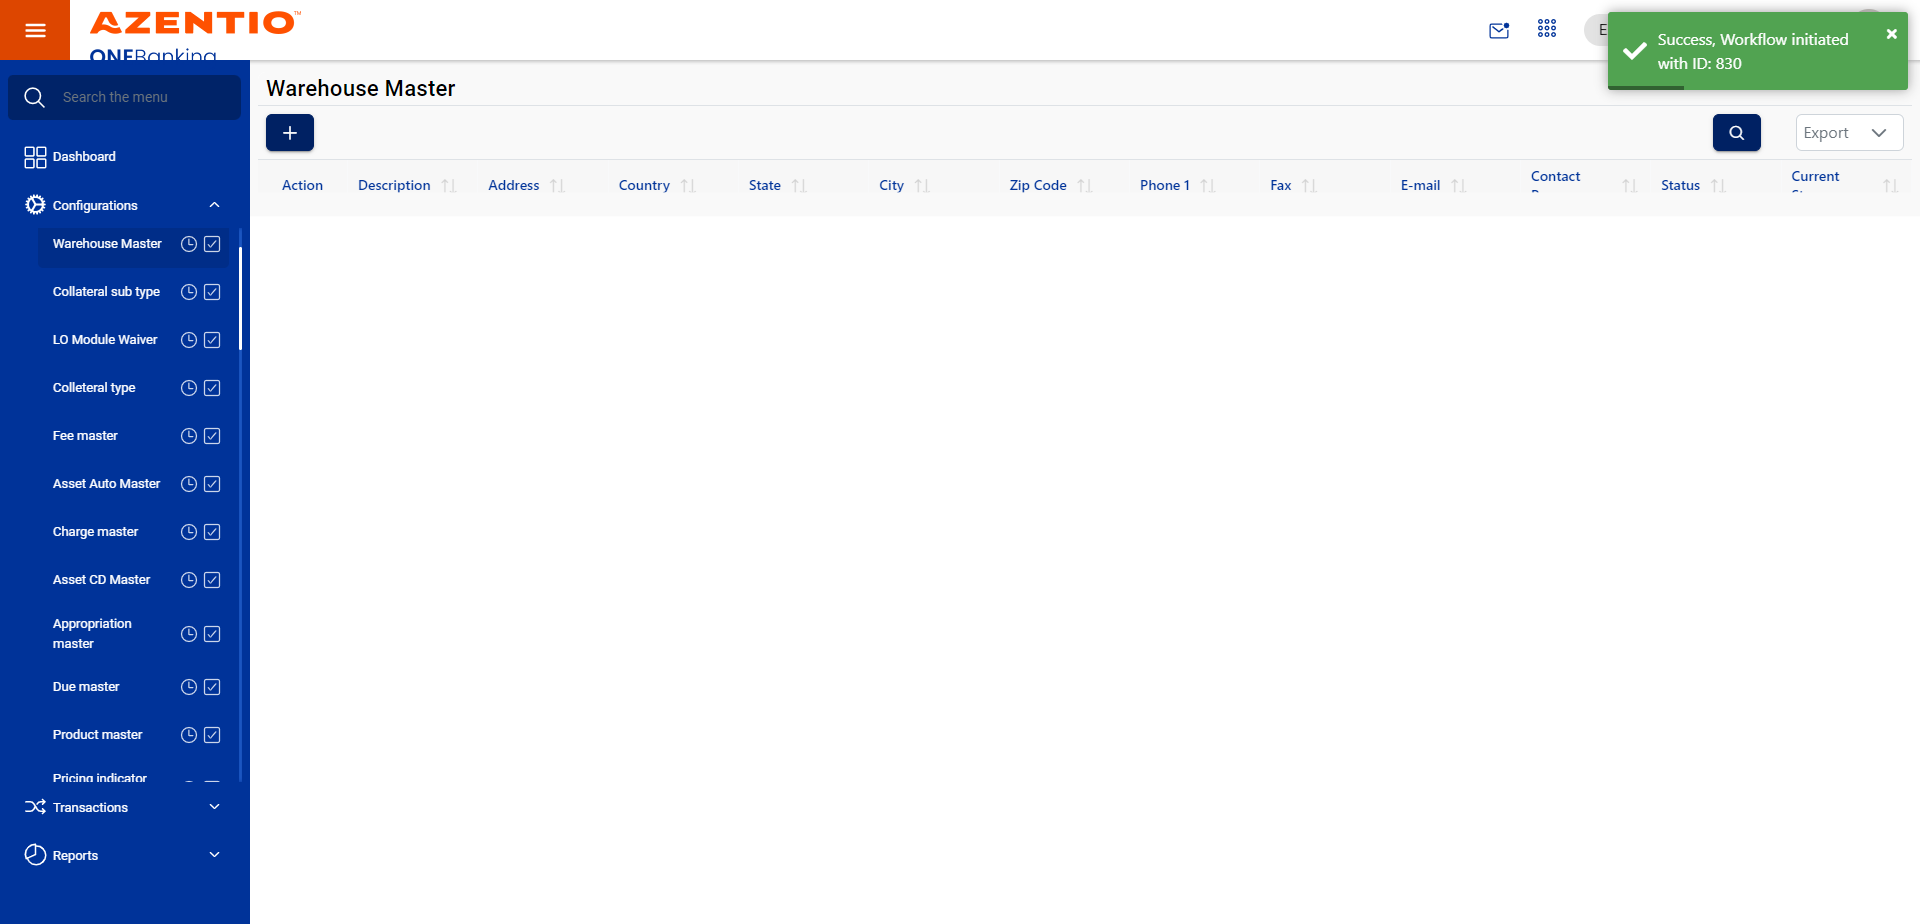 AZENTIO™
ONEBanking
E
Success, Workflow initiated
with ID: 830
Search the menu
Dashboard
Configurations
Warehouse Master
Collateral sub type
LO Module Waiver
Colleteral type
Fee master
Asset Auto Master
Charge master
Asset CD Master
Appropriation
master
Due master
Product master
Pricing indicator
Transactions
Reports
Warehouse Master
Export
Action
Description
Address
Country
State
City
Zip Code
Phone 1
Fax
E-mail
Contact
Status
Current